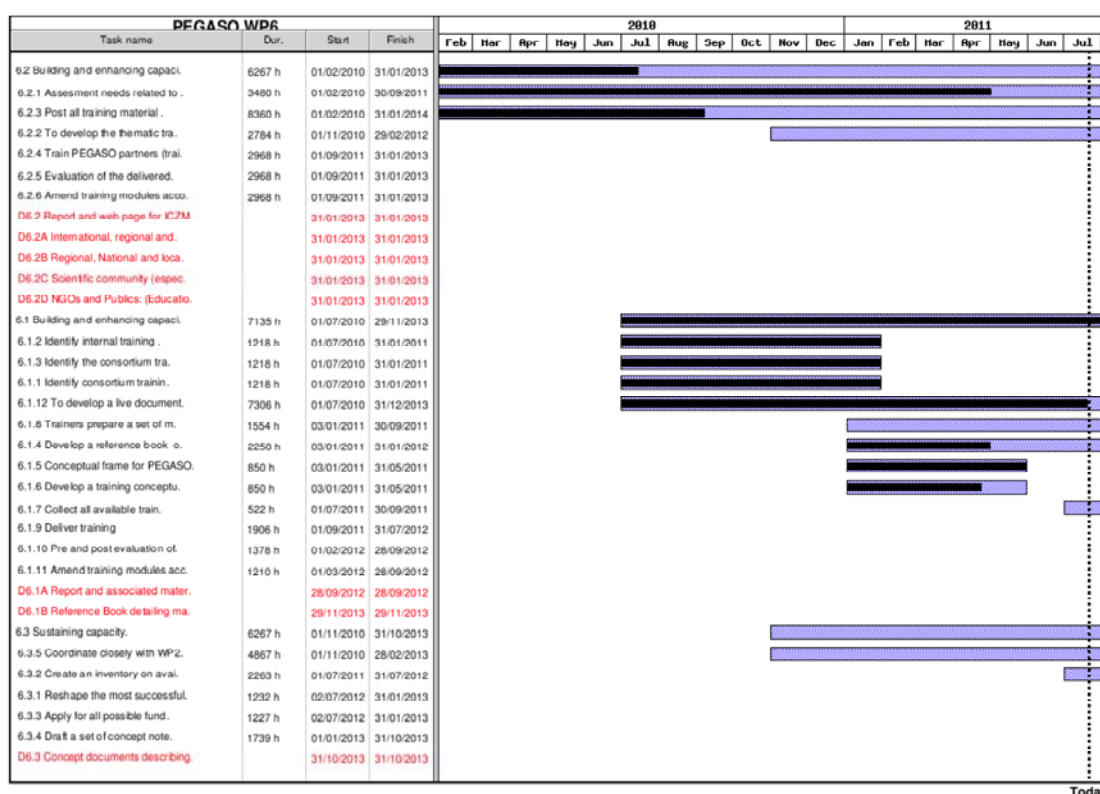 PEGASO WP6 2010 2011
Task name Dur. Start Finish Feb Mar Apr May Jun Jul Aug Sep Oct Nov Dec Jan Feb Mar Apr May Jun Jul
6.2 Building and enhancing capaci. 6267 h 01/02/2010 31/01/2013
6.2.1 Assesment needs related to . 3480 h 01/02/2010 30/09/2011
6.2.3 Post all training material . 8360 h 01/02/2010 31/01/2014
6.2.2 To develop the thematic tra. 2784 h 01/11/2010 29/02/2012
6.2.4 Train PEGASO partners (trai. 2968 h 01/09/2011 31/01/2013
6.2.5 Evaluation of the delivered. 2968 h 01/09/2011 31/01/2013
6.2.6 Amend training modules acco. 2968 h 01/09/2011 31/01/2013
D6.2 Report and web page for ICZM. 31/01/2013 31/01/2013
D6.2A International, regional and. 31/01/2013 31/01/2013
D6.2B Regional, National and loca. 31/01/2013 31/01/2013
D6.2C Scientific community (espec. 31/01/2013 31/01/2013
D6.2D NGOs and Publics: (Educatio. 31/01/2013 31/01/2013
6.1 Building and enhancing capaci. 7135 h 01/07/2010 29/11/2013
6.1.2 Identify internal training . 1218 h 01/07/2010 31/01/2011
6.1.3 Identify the consortium tra. 1218 h 01/07/2010 31/01/2011
6.1.1 Identify consortium trainin. 1218 h 01/07/2010 31/01/2011
6.1.12 To develop a live document. 7306 h 01/07/2010 31/12/2013
6.1.8 Trainers prepare a set of m. 1554 h 03/01/2011 30/09/2011
6.1.4 Develop a reference book o. 2250 h 03/01/2011 31/01/2012
6.1.5 Conceptual frame for PEGASO. 850 h 03/01/2011 31/05/2011
6.1.6 Develop a training conceptu. 850 h 03/01/2011 31/05/2011
6.1.7 Collect all available train. 522 h 01/07/2011 30/09/2011
6.1.9 Deliver training 1906 h 01/09/2011 31/07/2012
6.1.10 Pre and post evaluation of. 1378 h 01/02/2012 28/09/2012
6.1.11 Amend training modules acc. 1210 h 01/03/2012 28/09/2012
D6.1A Report and associated mater. 28/09/2012 28/09/2012
D6.1B Reference Book detailing ma. 29/11/2013 29/11/2013
6.3 Sustaining capacity. 6267 h 01/11/2010 31/10/2013
6.3.5 Coordinate closely with WP2. 4867 h 01/11/2010 28/02/2013
6.3.2 Create an inventory on avai. 2263 h 01/07/2011 31/07/2012
6.3.1 Reshape the most successful. 1232 h 02/07/2012 31/01/2013
6.3.3 Apply for all possible fund. 1227 h 02/07/2012 31/01/2013
6.3.4 Draft a set of concept note. 1739 h 01/01/2013 31/10/2013
D6.3 Concept documents describing. 31/10/2013 31/10/2013
Toda